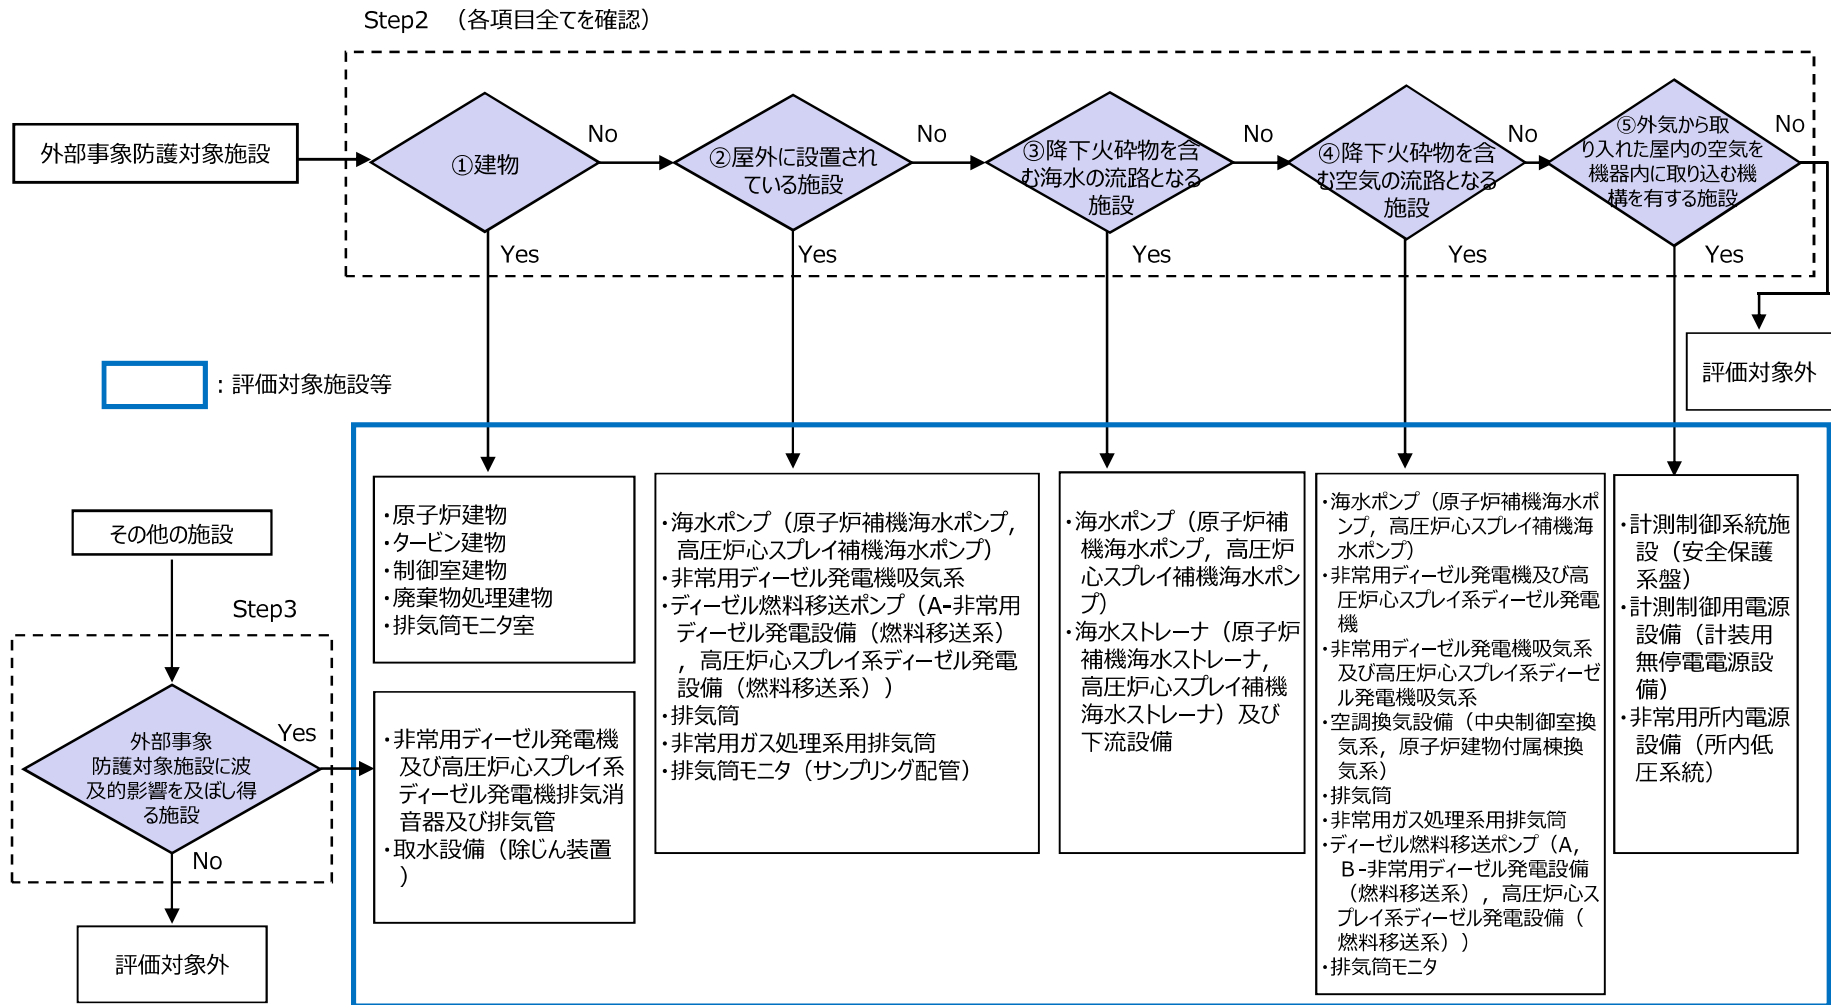 Step2 （各項目全てを確認）
外部事象防護対象施設
①建物
No
Yes
②屋外に設置され
ている施設
No
Yes
③降下火砕物を含
む海水の流路となる
施設
No
Yes
④降下火砕物を含
む空気の流路となる
施設
No
Yes
⑤外気から取
り入れた屋内の空気を
機器内に取り込む機
構を有する施設
No
Yes
評価対象外
：評価対象施設等
・原子炉建物
・タービン建物
・制御室建物
・廃棄物処理建物
・排気筒モニタ室
・海水ポンプ（原子炉補機海水ポンプ，
高圧炉心スプレイ補機海水ポンプ）
・非常用ディーゼル発電機吸気系
・ディーゼル燃料移送ポンプ（A-非常用
ディーゼル発電設備（燃料移送系）
，高圧炉心スプレイ系ディーゼル発電
設備（燃料移送系））
・排気筒
・非常用ガス処理系用排気筒
・排気筒モニタ（サンプリング配管）
・海水ポンプ（原子炉補
機海水ポンプ，高圧炉
心スプレイ補機海水ポン
プ）
・海水ストレーナ（原子炉
補機海水ストレーナ，
高圧炉心スプレイ補機
海水ストレーナ）及び
下流設備
・海水ポンプ（原子炉補機海水ポ
ンプ，高圧炉心スプレイ補機海
水ポンプ）
・非常用ディーゼル発電機及び高
圧炉心スプレイ系ディーゼル発電
機
・非常用ディーゼル発電機吸気系
及び高圧炉心スプレイ系ディーゼ
ル発電機吸気系
・空調換気設備（中央制御室換
気系，原子炉建物付属棟換
気系）
・排気筒
・非常用ガス処理系用排気筒
・ディーゼル燃料移送ポンプ（A，
B-非常用ディーゼル発電設備
（燃料移送系），高圧炉心ス
プレイ系ディーゼル発電設備（
燃料移送系））
・排気筒モニタ
・計測制御系統施
設（安全保護
系盤）
・計測制御用電源
設備（計装用
無停電電源設
備）
・非常用所内電源
設備（所内低
圧系統）
その他の施設
Step3
外部事象
防護対象施設に波
及的影響を及ぼし得
る施設
Yes
No
評価対象外
・非常用ディーゼル発電機
及び高圧炉心スプレイ系
ディーゼル発電機排気消
音器及び排気管
・取水設備（除じん装置
）